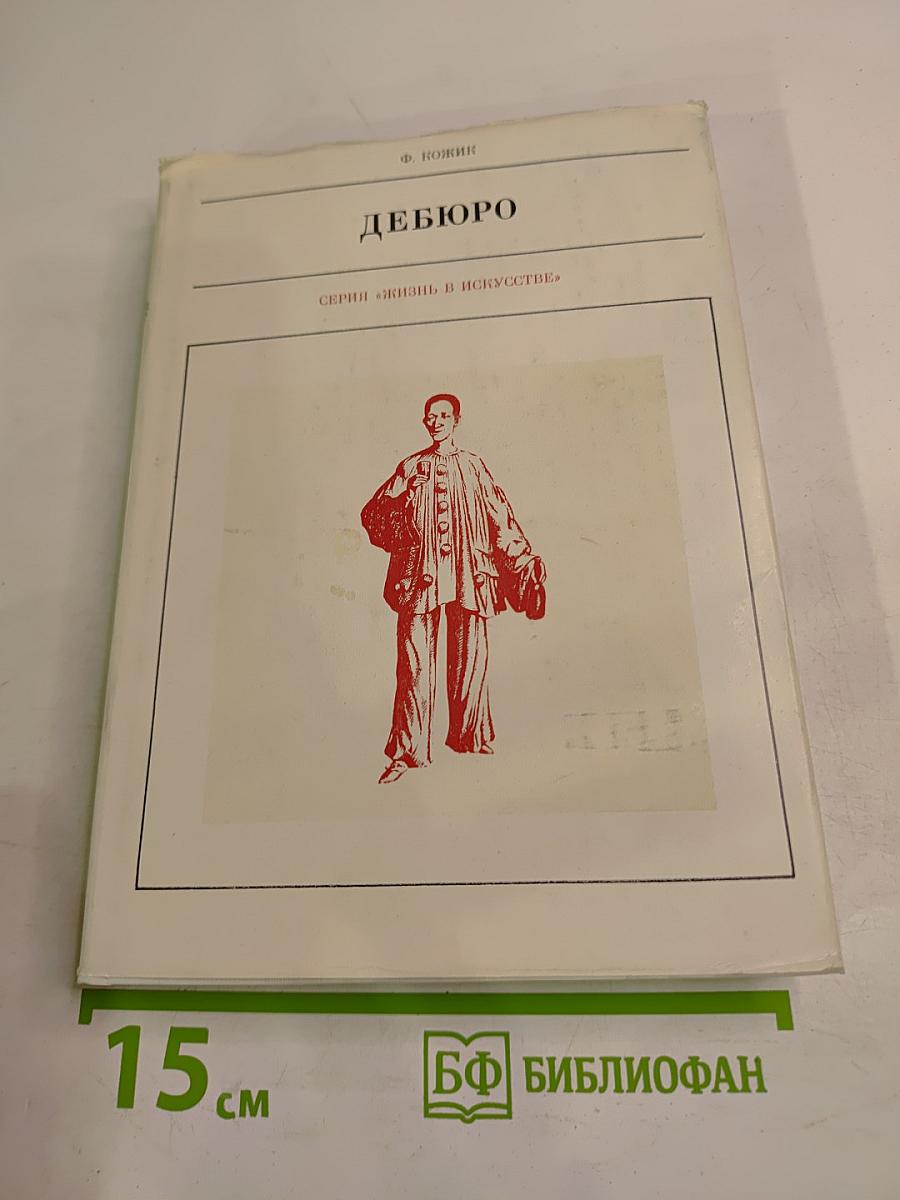 Ф. КОЖИК
ДЕБЮРО
СЕРИЯ «ЖИЗНЬ В ИСКУССТВЕ»
15 см
БФ БИБЛИОФАН